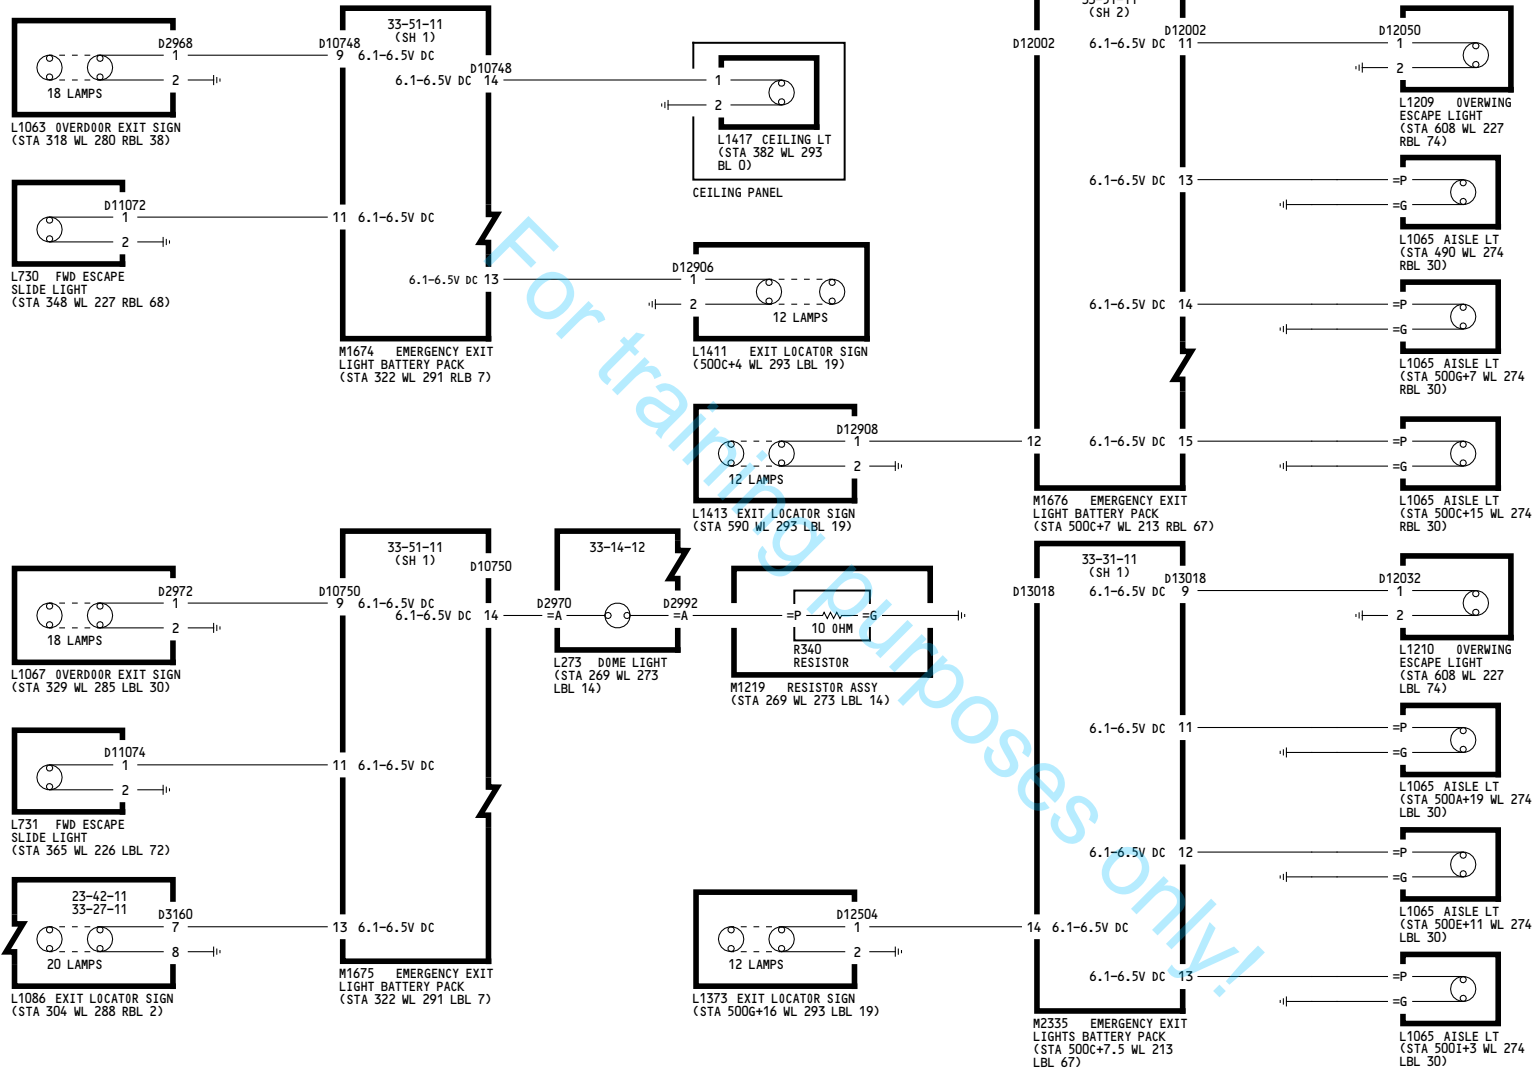 D2968
1
2
18 LAMPS
L1063 OVERDOOR EXIT SIGN
(STA 318 WL 280 RBL 38)
D11072
1
2
L730 FWD ESCAPE
SLIDE LIGHT
(STA 348 WL 227 RBL 68)
33-51-11
(SH 1)
D10748
9 6.1-6.5V DC
D10748
6.1-6.5V DC 14
11 6.1-6.5V DC
6.1-6.5V DC 13
M1674 EMERGENCY EXIT
LIGHT BATTERY PACK
(STA 322 WL 291 RLB 7)
1
2
L1417 CEILING LT
(STA 382 WL 293
BL 0)
CEILING PANEL
D12906
1
2
12 LAMPS
L1411 EXIT LOCATOR SIGN
(500C+4 WL 293 LBL 19)
D12908
1
2
12 LAMPS
L1413 EXIT LOCATOR SIGN
(STA 590 WL 293 LBL 19)
33-51-11
(SH 2)
D12002
D12002
6.1-6.5V DC 11
6.1-6.5V DC 13
6.1-6.5V DC 14
12
6.1-6.5V DC 15
M1676 EMERGENCY EXIT
LIGHT BATTERY PACK
(STA 500C+7 WL 213 RBL 67)
D12050
1
2
L1209 OVERWING
ESCAPE LIGHT
(STA 608 WL 227
RBL 74)
=P
=G
L1065 AISLE LT
(STA 490 WL 274
RBL 30)
=P
=G
L1065 AISLE LT
(STA 500G+7 WL 274
RBL 30)
=P
=G
L1065 AISLE LT
(STA 500C+15 WL 274
RBL 30)
D2972
1
2
18 LAMPS
L1067 OVERDOOR EXIT SIGN
(STA 329 WL 285 LBL 30)
D11074
1
2
L731 FWD ESCAPE
SLIDE LIGHT
(STA 365 WL 226 LBL 72)
23-42-11
33-27-11
D3160
7
8
20 LAMPS
L1086 EXIT LOCATOR SIGN
(STA 304 WL 288 RBL 2)
33-51-11
(SH 1)
D10750
D10750
9 6.1-6.5V DC
6.1-6.5V DC 14
11 6.1-6.5V DC
13 6.1-6.5V DC
M1675 EMERGENCY EXIT
LIGHT BATTERY PACK
(STA 322 WL 291 LBL 7)
33-14-12
D2970
=A
D2992
=A
L273 DOME LIGHT
(STA 269 WL 273
LBL 14)
=P
=G
10 OHM
R340
RESISTOR
M1219 RESISTOR ASSY
(STA 269 WL 273 LBL 14)
D12504
1
2
12 LAMPS
L1373 EXIT LOCATOR SIGN
(STA 500G+16 WL 293 LBL 19)
33-31-11
(SH 1)
D13018
D13018
6.1-6.5V DC 9
6.1-6.5V DC 11
6.1-6.5V DC 12
14 6.1-6.5V DC
6.1-6.5V DC 13
M2335 EMERGENCY EXIT
LIGHTS BATTERY PACK
(STA 500C+7.5 WL 213
LBL 67)
D12032
1
2
L1210 OVERWING
ESCAPE LIGHT
(STA 608 WL 227
LBL 74)
=P
=G
L1065 AISLE LT
(STA 500A+19 WL 274
LBL 30)
=P
=G
L1065 AISLE LT
(STA 500E+11 WL 274
LBL 30)
=P
=G
L1065 AISLE LT
(STA 500I+3 WL 274
LBL 30)
For training purposes only!